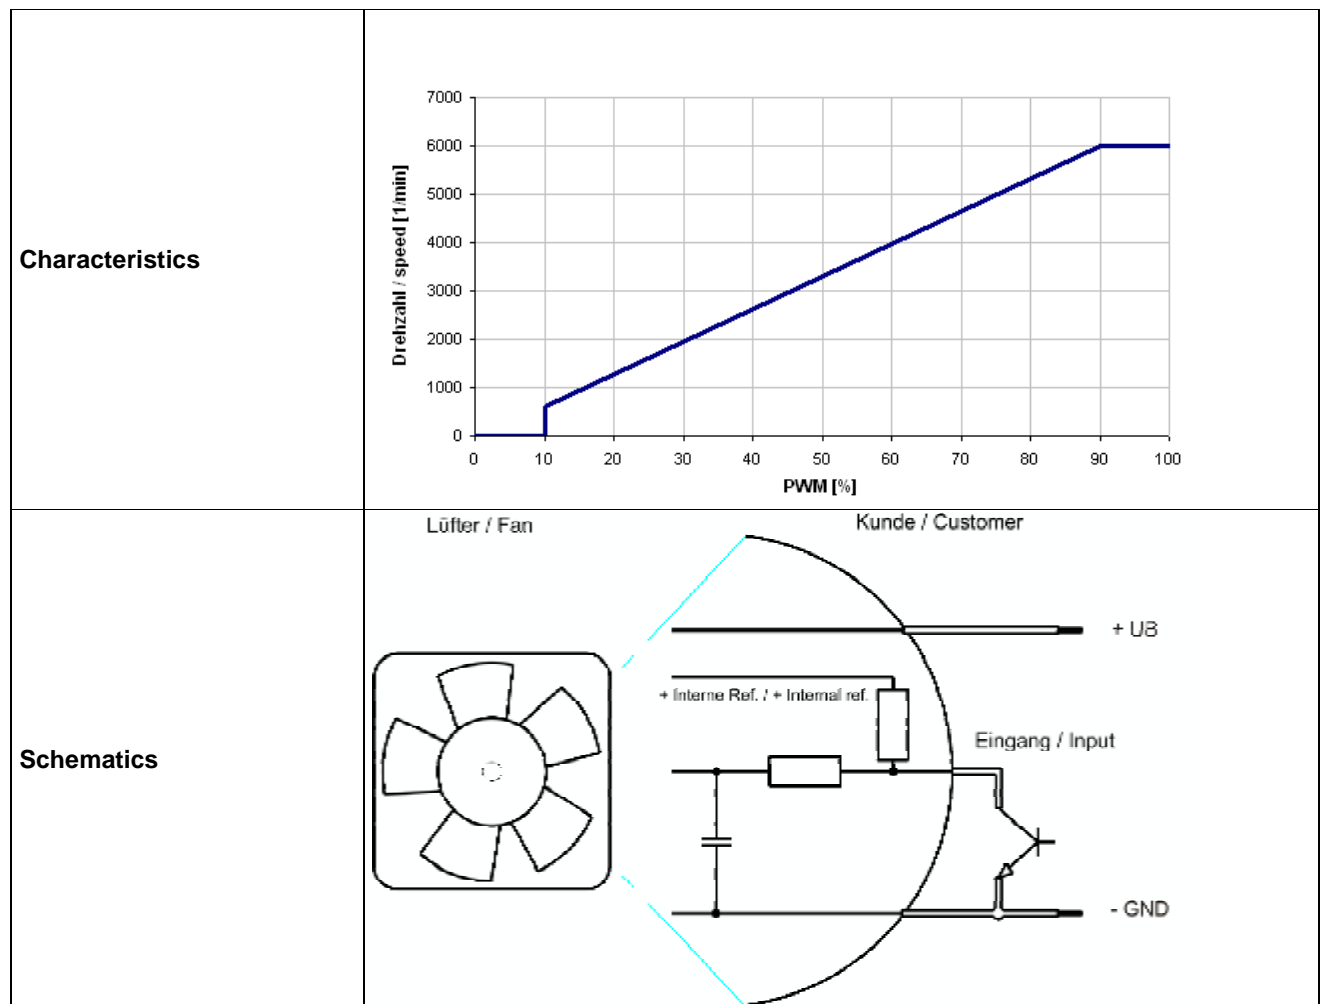 Characteristics
7000
6000
5000
4000
3000
2000
1000
0
Drehzahl / speed [1/min]
0 10 20 30 40 50 60 70 80 90 100
PWM [%]
Schematics
Lüfter / Fan
Kunde / Customer
+ UB
+ Interne Ref. / + Internal ref.
Eingang / Input
- GND